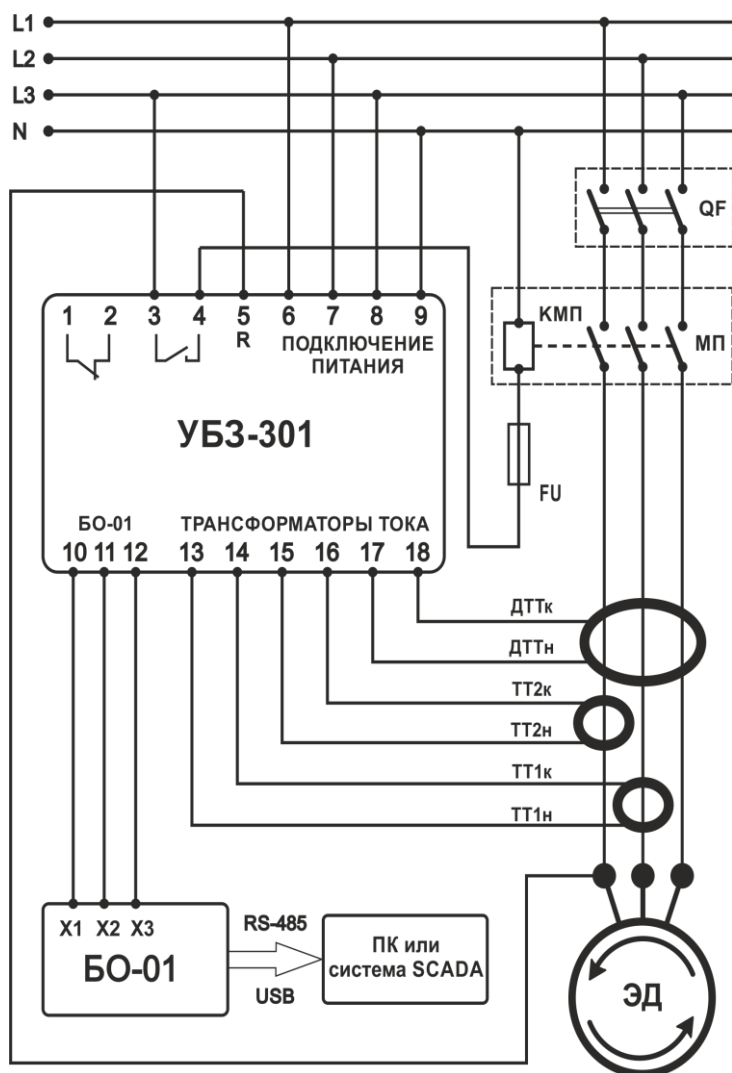 L1
L2
L3
N
QF
КМП
МП
1 2 3 4 5 6 7 8 9
R
ПОДКЛЮЧЕНИЕ
ПИТАНИЯ
УБЗ-301
FU
БО-01 ТРАНСФОРМАТОРЫ ТОКА
10 11 12 13 14 15 16 17 18
ДТТк
ДТТн
ТТ2к
ТТ2н
ТТ1к
ТТ1н
X1 X2 X3
БО-01
RS-485
USB
ПК или
система SCADA
ЭД